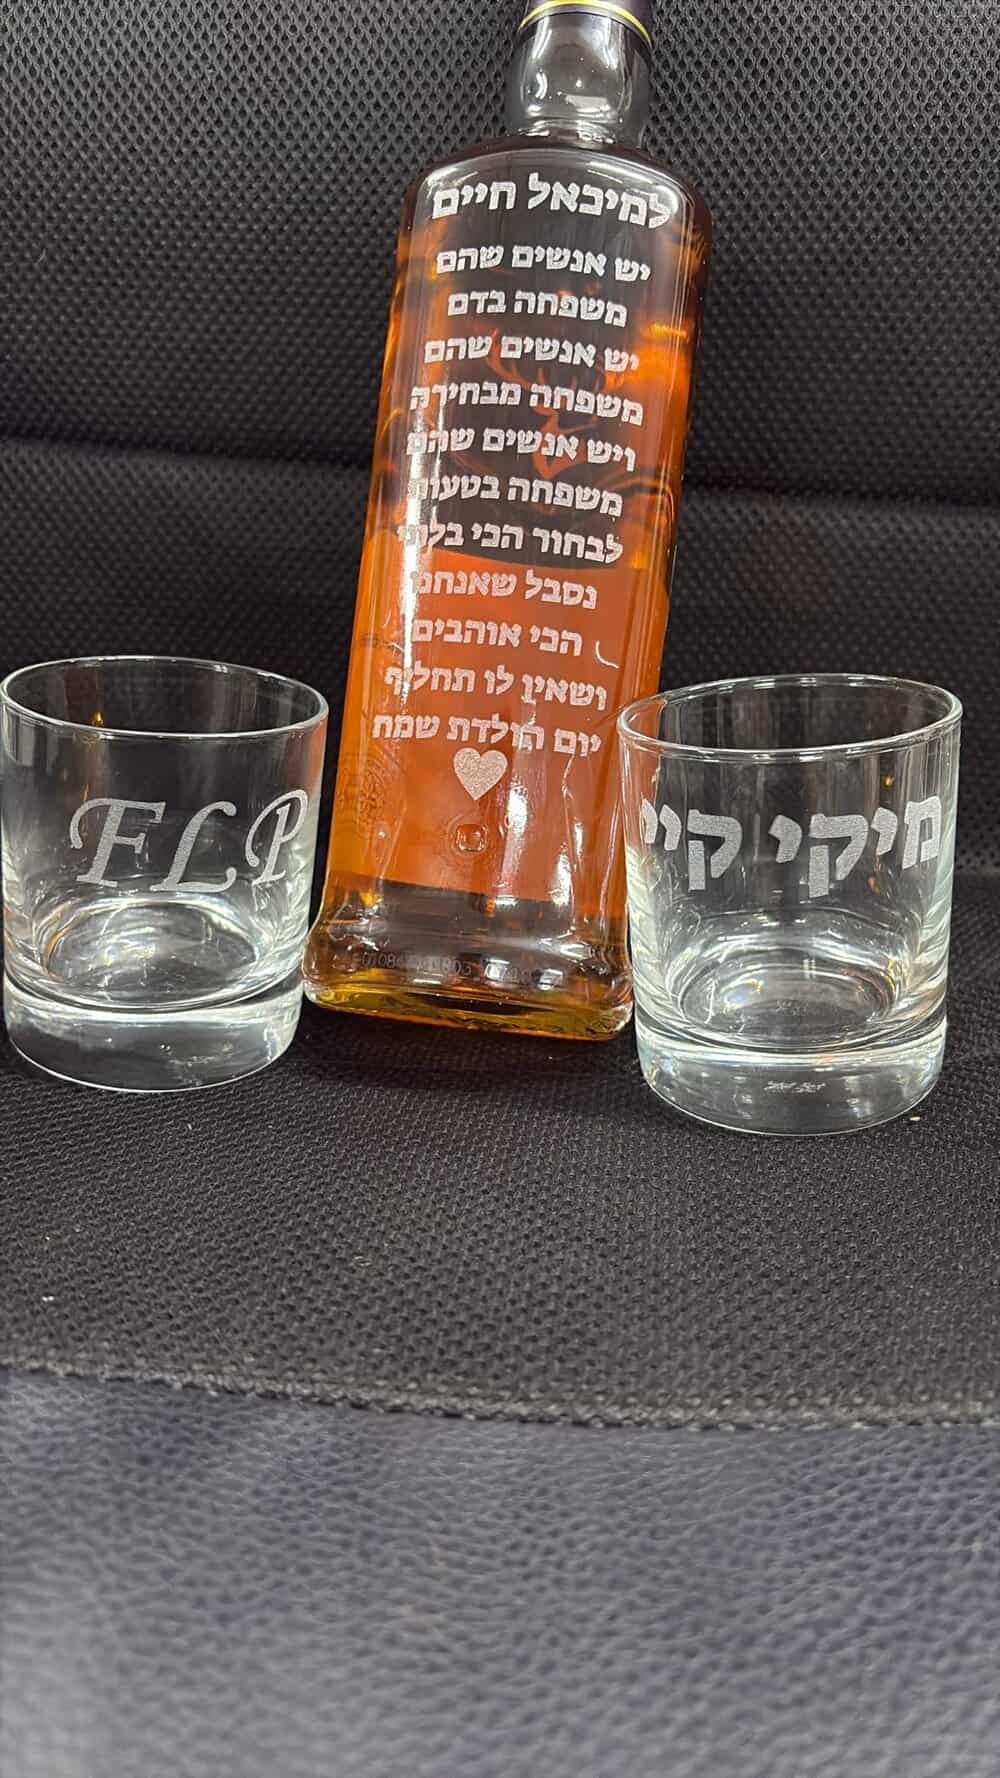 למיכאל חיים
יש אנשים שהם
משפחה בדם
יש אנשים שהם
משפחה מבחירה
ויש אנשים שהם
משפחה בטעות
לבחור הכי בלתי
נסבל שאנחנו
הכי אוהבים
ושאין לו תחליף
יום הולדת שמח
FLP
מיקי קיי